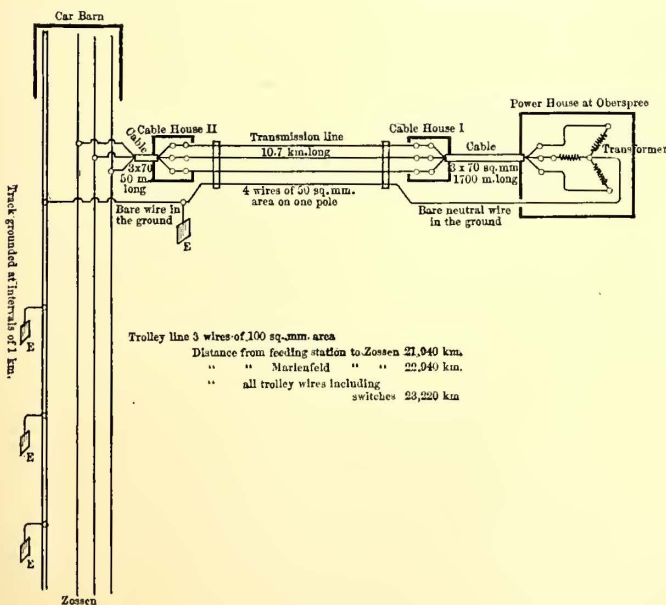 Car Barn
Power House at Oberspree
Cable
Cable House II
Transmission line
10.7 km. long
Cable House I
Cable
Transformer
3x70
50 m.
long
3 x 70 sq. mm
1700 m. long
4 wires of 50 sq. mm.
area on one pole
Bare wire in
the ground
E
Bare neutral wire
in the ground
Track grounded at intervals of 1 km.
E
E
E
Trolley line 3 wires of 100 sq. mm. area
Distance from feeding station to Zossen 21,940 km.
" " Marienfeld " " 22,940 km.
" all trolley wires including
switches 23,220 km
Zossen